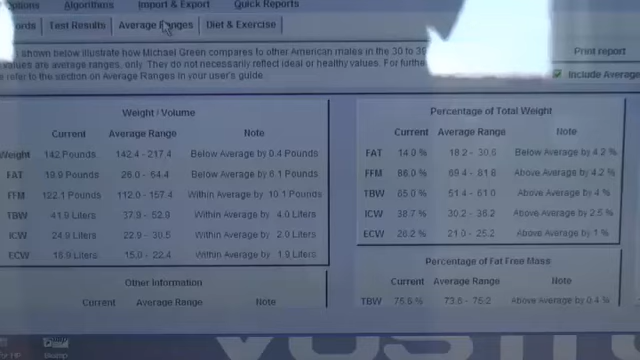 ptions Algorithms Import & Export Quick Reports
ords Test Results Average Ranges Diet & Exercise
shown below illustrate how Michael Green compares to other American males in the 30 to
values are average ranges, only. They do not necessarily reflect ideal or healthy values. For furthe
refer to the section on Average Ranges in your user's guide.
Print report
Include Average
Weight / Volume
Current Average Range Note
Weight 142 Pounds 142.4 - 217.4 Below Average by 0.4 Pounds
FAT 19.9 Pounds 26.0 - 64.4 Below Average by 6.1 Pounds
FFM 122.1 Pounds 112.0 - 157.4 Within Average by 10.1 Pounds
TBW 41.9 Liters 37.9 - 52.9 Within Average by 4.0 Liters
ICW 24.9 Liters 22.9 - 38.5 Within Average by 2.0 Liters
ECW 16.9 Liters 15.0 - 22.4 Within Average by 1.9 Liters
Other Information
Current Average Range Note
Percentage of Total Weight
Current Average Range Note
FAT 14.0 % 18.2 - 30.6 Below Average by 4.2 %
FFM 86.0 % 69.4 - 81.8 Above Average by 4.2 %
TBW 65.0 % 51.4 - 61.0 Above Average by 4 %
ICW 38.7 % 30.2 - 36.2 Above Average by 2.5 %
ECW 26.2 % 21.0 - 25.2 Above Average by 1 %
Percentage of Fat Free Mass
Current Average Range Note
TBW 75.6 % 73.6 - 75.2 Above Average by 0.4 %